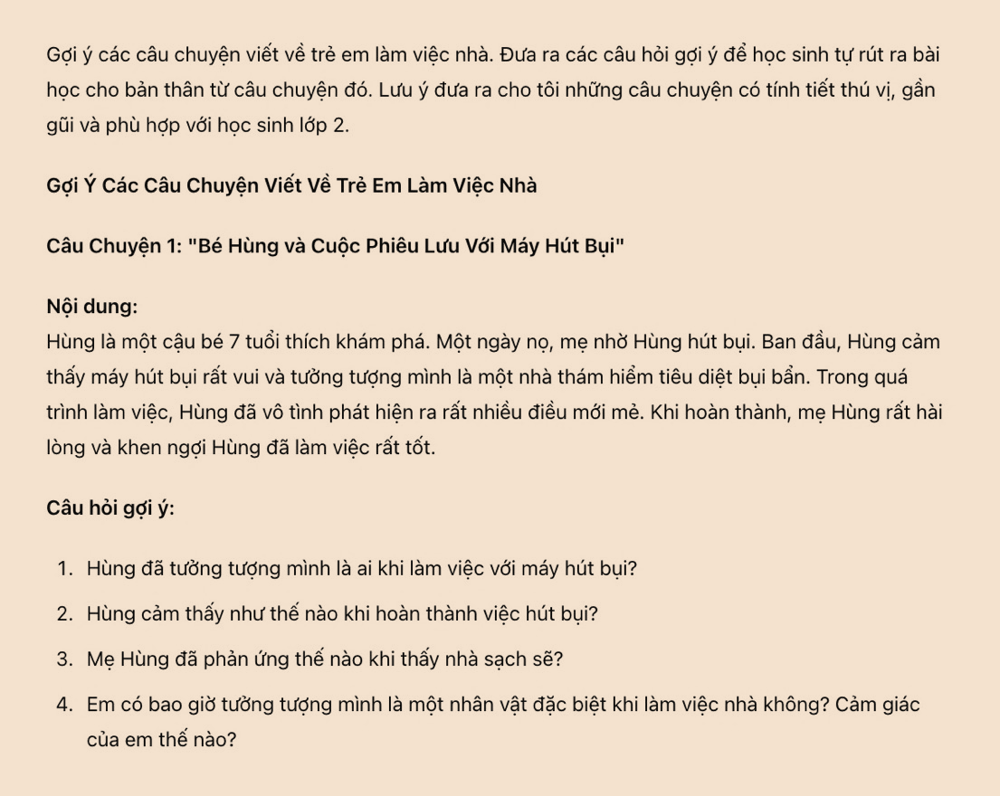 Gợi ý các câu chuyện viết về trẻ em làm việc nhà. Đưa ra các câu hỏi gợi ý để học sinh tự rút ra bài
học cho bản thân từ câu chuyện đó. Lưu ý đưa ra cho tôi những câu chuyện có tính tiết thú vị, gần
gũi và phù hợp với học sinh lớp 2.
Gợi Ý Các Câu Chuyện Viết Về Trẻ Em Làm Việc Nhà
Câu Chuyện 1: "Bé Hùng và Cuộc Phiêu Lưu Với Máy Hút Bụi"
Nội dung:
Hùng là một cậu bé 7 tuổi thích khám phá. Một ngày nọ, mẹ nhờ Hùng hút bụi. Ban đầu, Hùng cảm
thấy máy hút bụi rất vui và tưởng tượng mình là một nhà thám hiểm tiêu diệt bụi bẩn. Trong quá
trình làm việc, Hùng đã vô tình phát hiện ra rất nhiều điều mới mẻ. Khi hoàn thành, mẹ Hùng rất hài
lòng và khen ngợi Hùng đã làm việc rất tốt.
Câu hỏi gợi ý:
1. Hùng đã tưởng tượng mình là ai khi làm việc với máy hút bụi?
2. Hùng cảm thấy như thế nào khi hoàn thành việc hút bụi?
3. Mẹ Hùng đã phản ứng thế nào khi thấy nhà sạch sẽ?
4. Em có bao giờ tưởng tượng mình là một nhân vật đặc biệt khi làm việc nhà không? Cảm giác
của em thế nào?